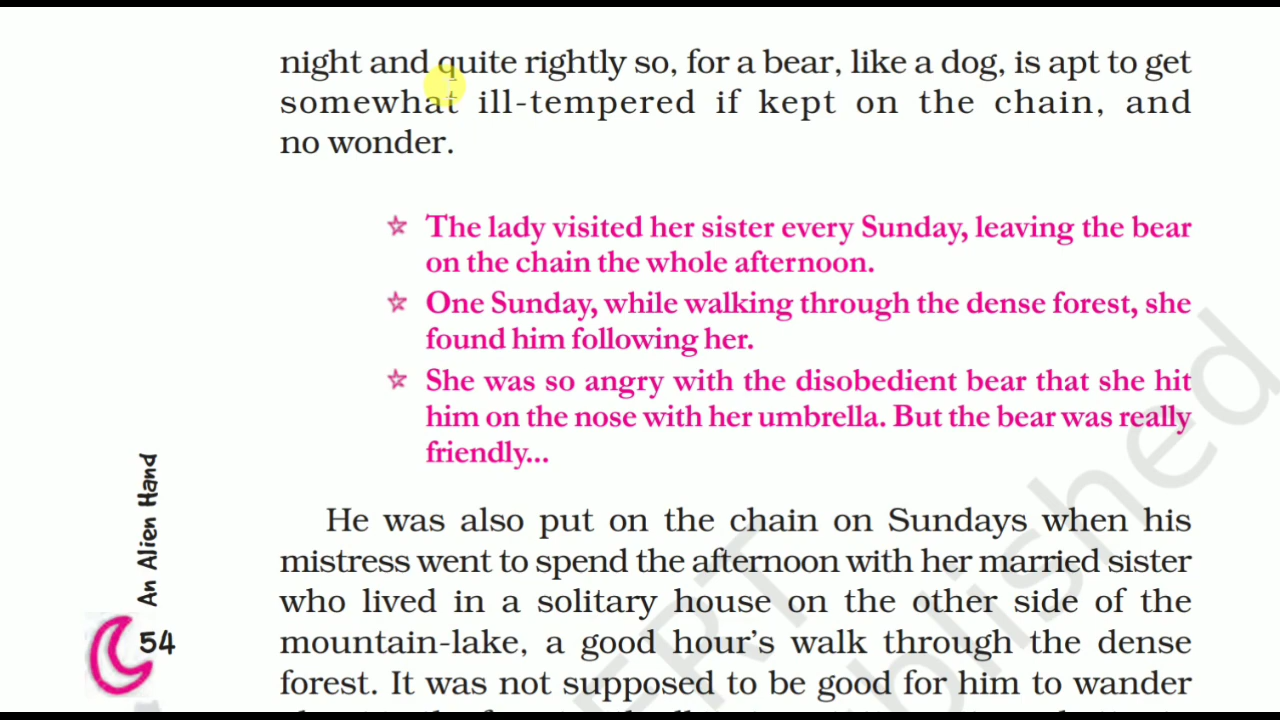 night and quite rightly so, for a bear, like a dog, is apt to get
somewhat ill-tempered if kept on the chain, and
no wonder.
☆ The lady visited her sister every Sunday, leaving the bear
on the chain the whole afternoon.
☆ One Sunday, while walking through the dense forest, she
found him following her.
☆ She was so angry with the disobedient bear that she hit
him on the nose with her umbrella. But the bear was really
friendly...
He was also put on the chain on Sundays when his
mistress went to spend the afternoon with her married sister
who lived in a solitary house on the other side of the
mountain-lake, a good hour's walk through the dense
forest. It was not supposed to be good for him to wander
An Alien Hand
54